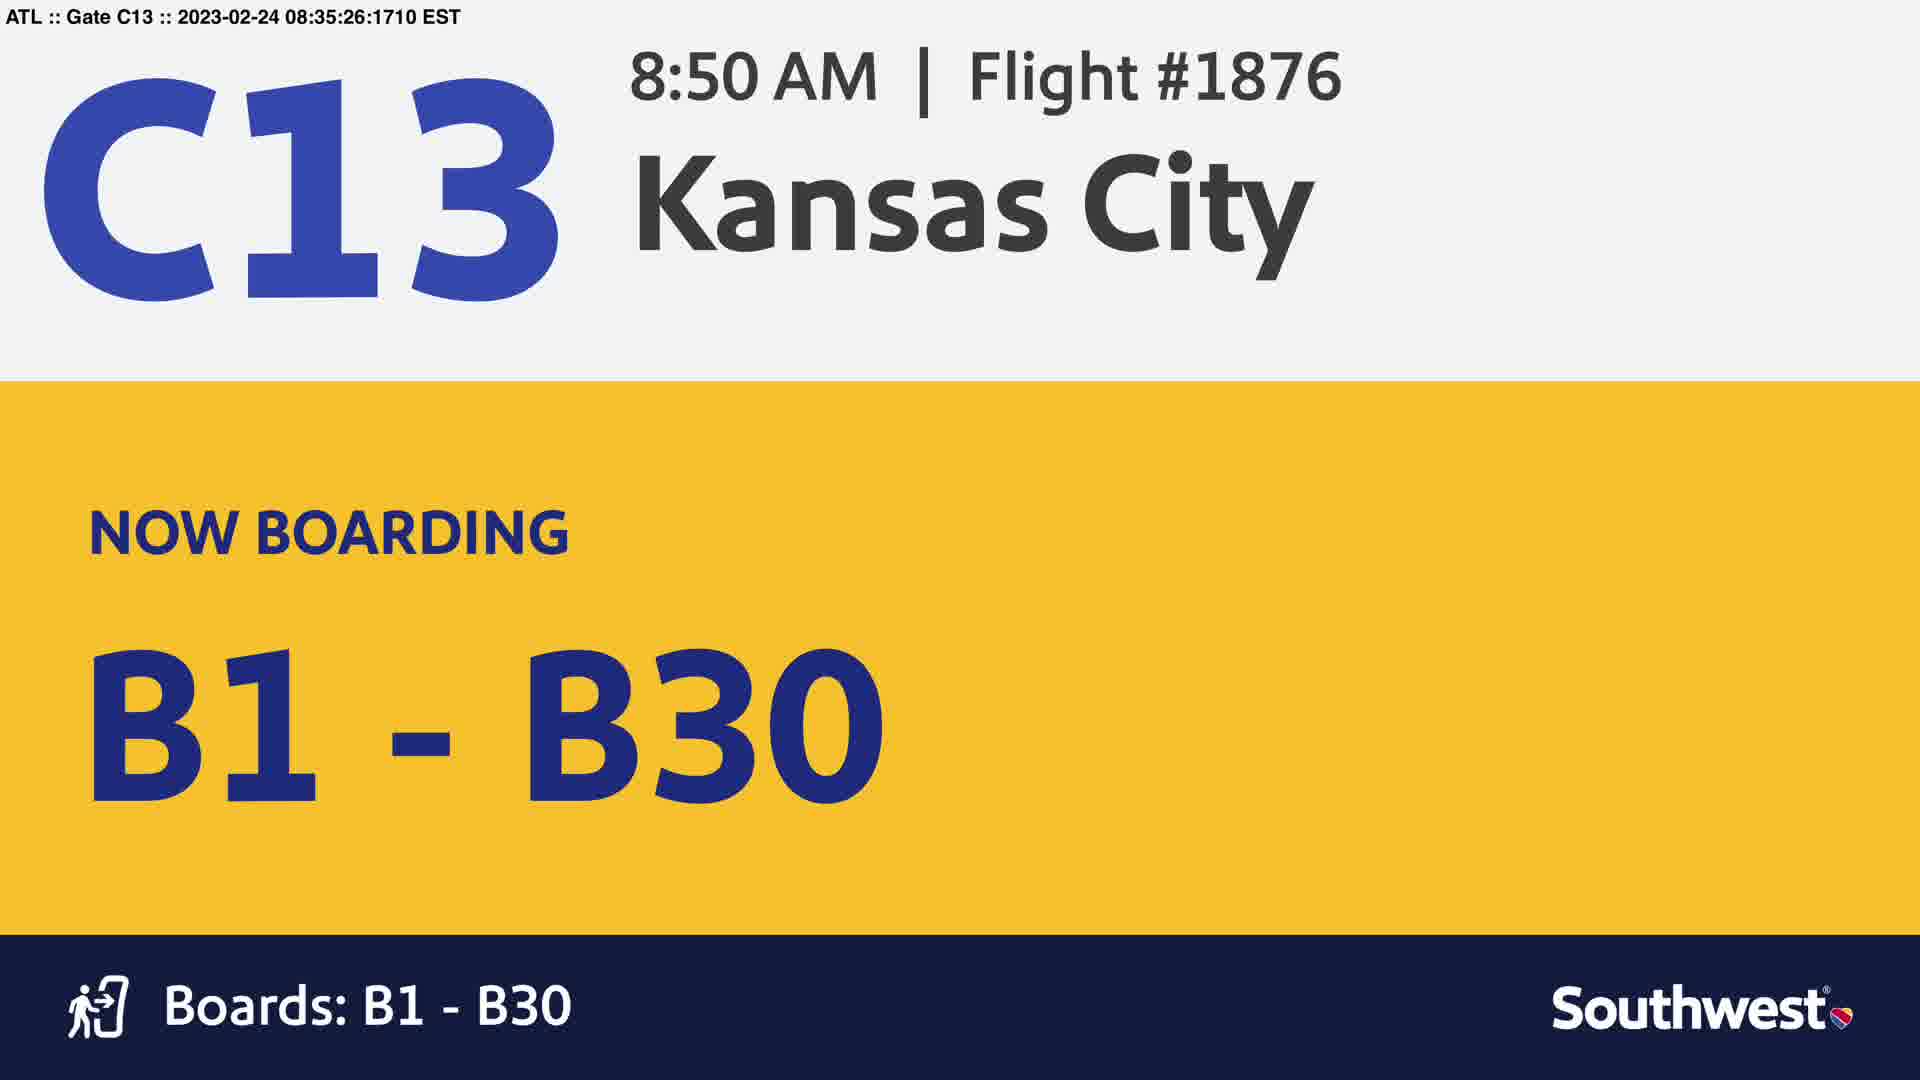 ATL :: Gate C13 :: 2023-02-24 08:35:26:1710 EST
C13
8:50 AM | Flight #1876
Kansas City
NOW BOARDING
B1 - B30
Boards: B1 - B30
Southwest®